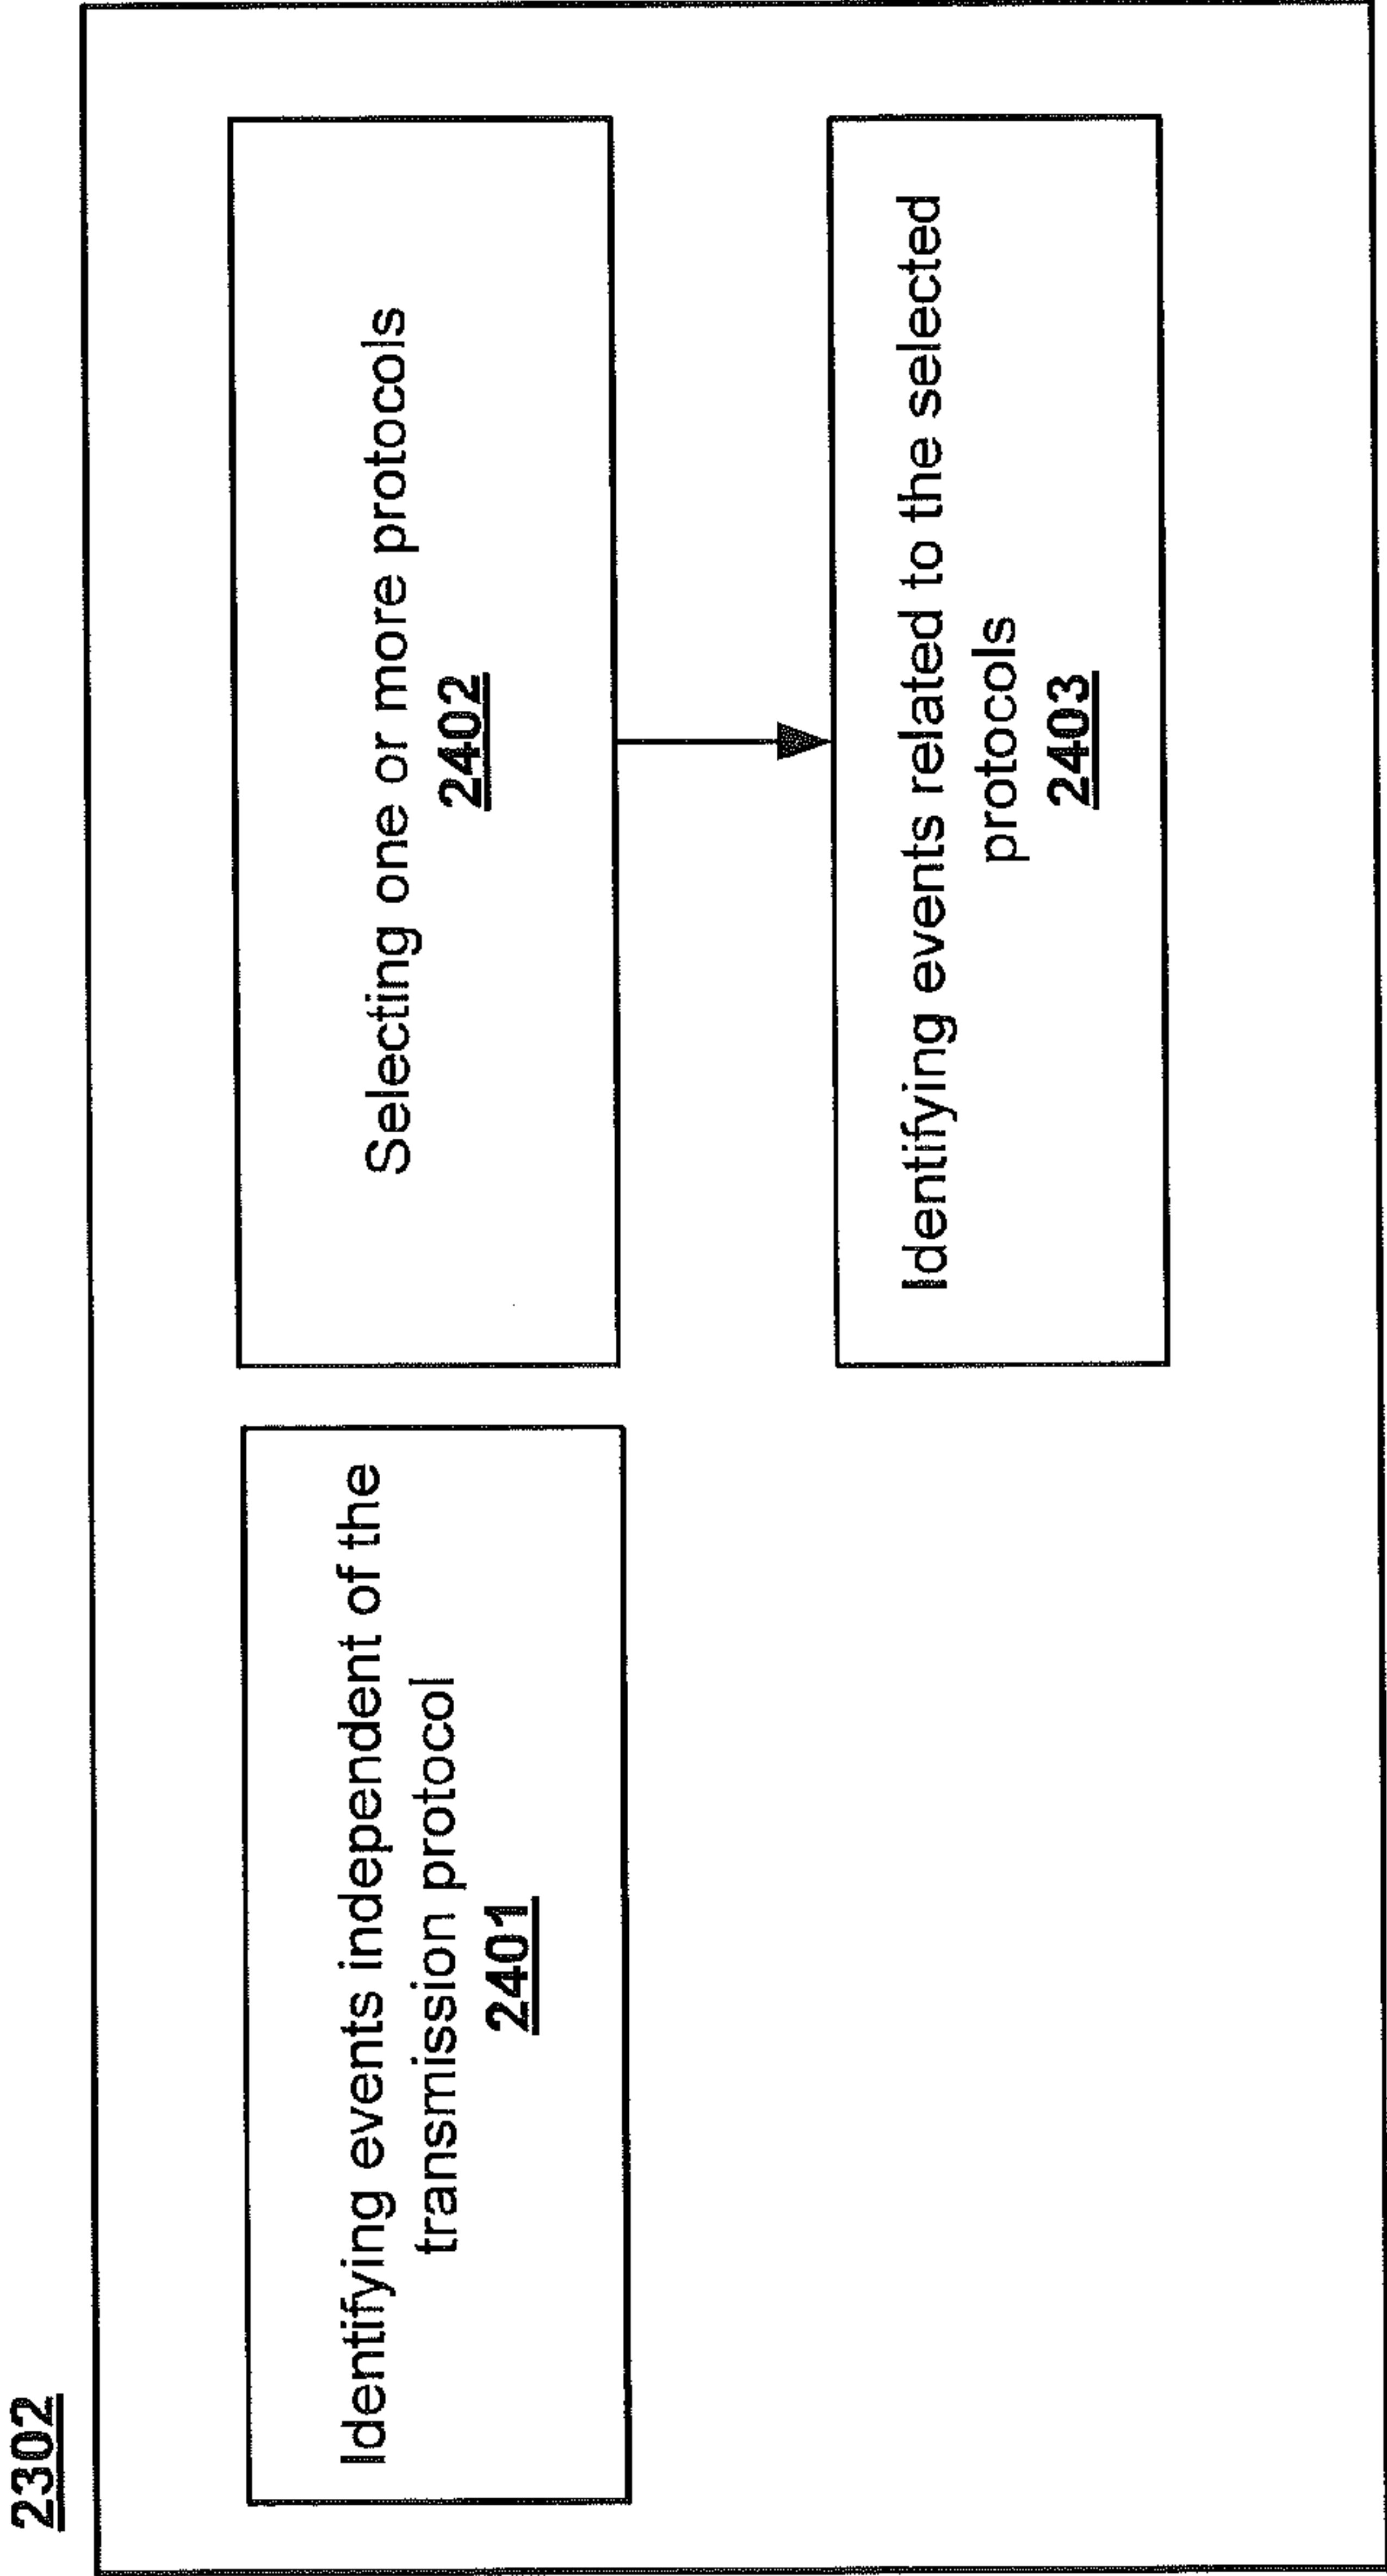 2302
Identifying events independent of the
transmission protocol
2401
Selecting one or more protocols
2402
Identifying events related to the selected
protocols
2403